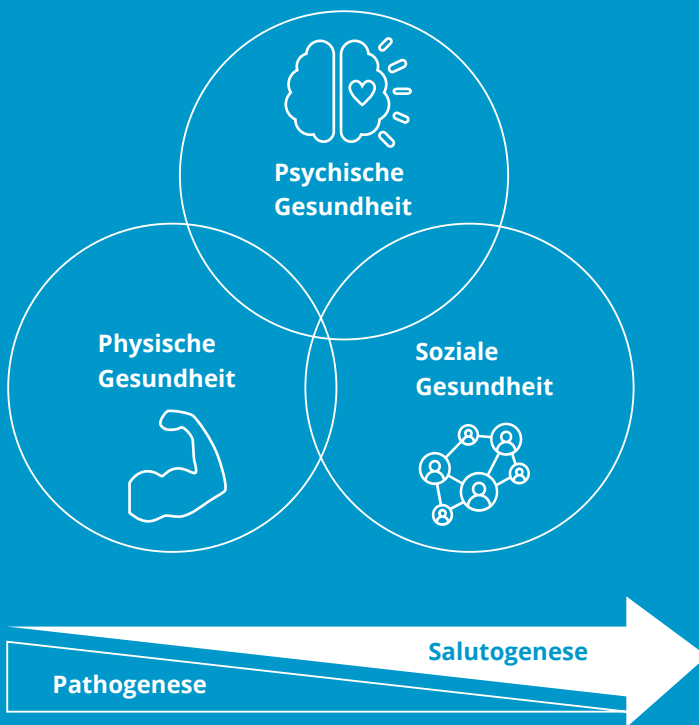 Psychische
Gesundheit
Physische
Gesundheit
Soziale
Gesundheit
Salutogenese
Pathogenese